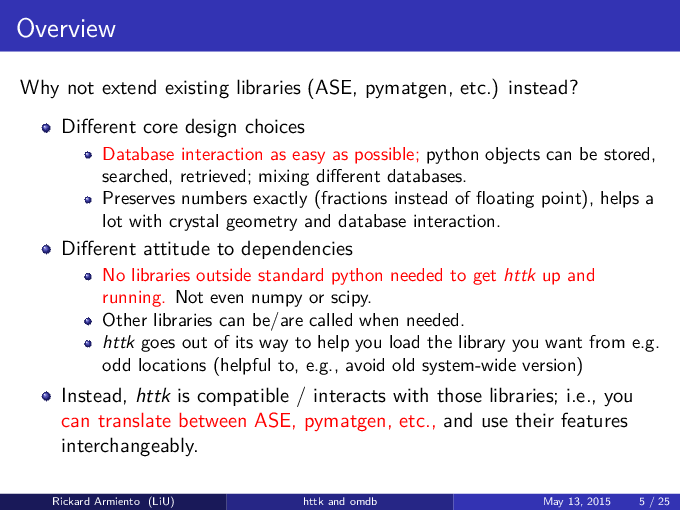 Overview
Why not extend existing libraries (ASE, pymatgen, etc.) instead?
Different core design choices
Database interaction as easy as possible; python objects can be stored,
searched, retrieved; mixing different databases.
Preserves numbers exactly (fractions instead of floating point), helps a
lot with crystal geometry and database interaction.
Different attitude to dependencies
No libraries outside standard python needed to get httk up and
running. Not even numpy or scipy.
Other libraries can be/are called when needed.
httk goes out of its way to help you load the library you want from e.g.
odd locations (helpful to, e.g., avoid old system-wide version)
Instead, httk is compatible / interacts with those libraries; i.e., you
can translate between ASE, pymatgen, etc., and use their features
interchangeably.
Rickard Armiento (LiU) httk and omdb May 13, 2015 5 / 25